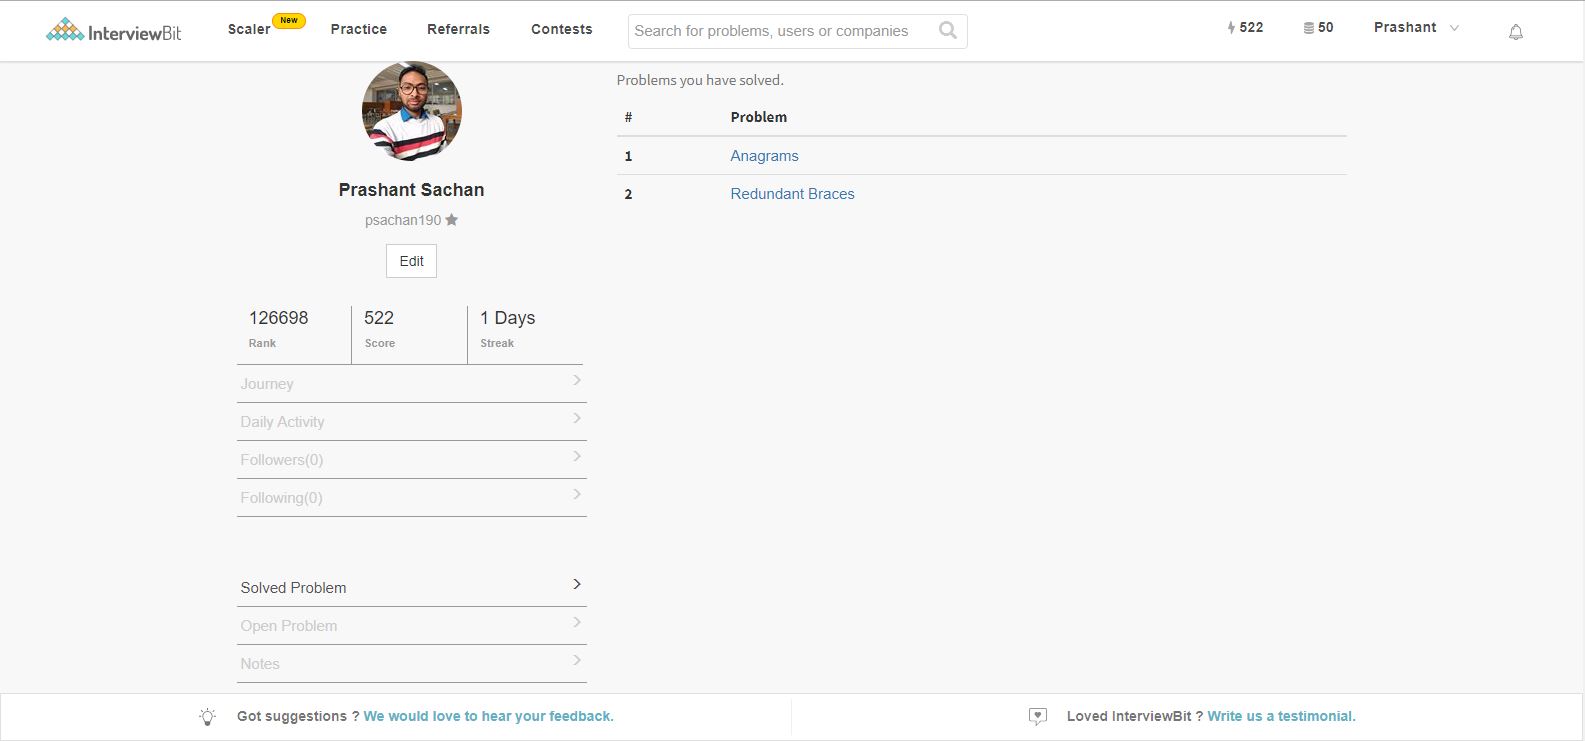 InterviewBit
Scaler New Practice Referrals Contests
Search for problems, users or companies
522 50 Prashant
Prashant Sachan
psachan190
Edit
126698 522 1 Days
Rank Score Streak
Journey
Daily Activity
Followers(0)
Following(0)
Solved Problem
Open Problem
Notes
Problems you have solved.
# Problem
1 Anagrams
2 Redundant Braces
Got suggestions ? We would love to hear your feedback.
Loved InterviewBit ? Write us a testimonial.